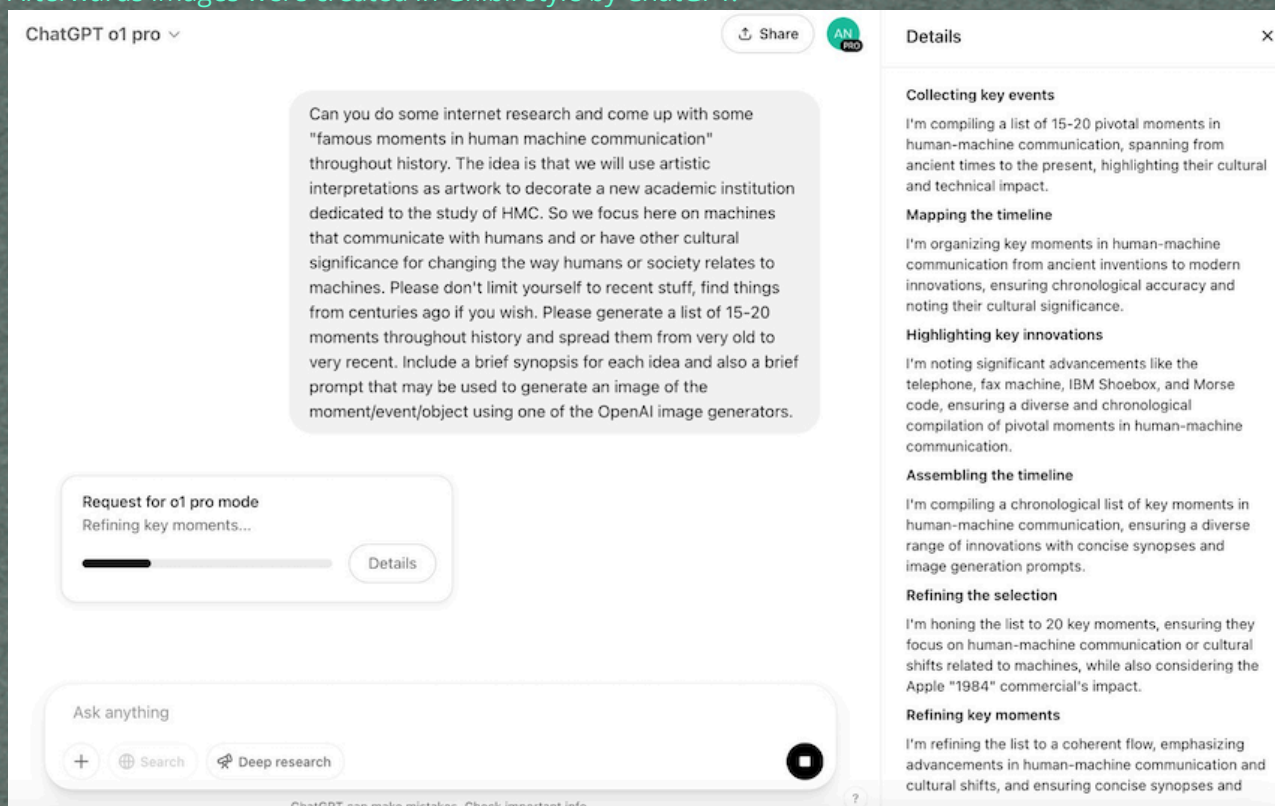 Afterwards images were created in Ghibli style by ChatGPT.
ChatGPT o1 pro
Share
AN
PRO
Can you do some internet research and come up with some
"famous moments in human machine communication"
throughout history. The idea is that we will use artistic
interpretations as artwork to decorate a new academic institution
dedicated to the study of HMC. So we focus here on machines
that communicate with humans and or have other cultural
significance for changing the way humans or society relates to
machines. Please don't limit yourself to recent stuff, find things
from centuries ago if you wish. Please generate a list of 15-20
moments throughout history and spread them from very old to
very recent. Include a brief synopsis for each idea and also a brief
prompt that may be used to generate an image of the
moment/event/object using one of the OpenAI image generators.
Request for o1 pro mode
Refining key moments...
Details
Ask anything
Search
Deep research
ChatGPT can make mistakes. Check important info.
?
Details
Collecting key events
I'm compiling a list of 15-20 pivotal moments in
human-machine communication, spanning from
ancient times to the present, highlighting their cultural
and technical impact.
Mapping the timeline
I'm organizing key moments in human-machine
communication from ancient inventions to modern
innovations, ensuring chronological accuracy and
noting their cultural significance.
Highlighting key innovations
I'm noting significant advancements like the
telephone, fax machine, IBM Shoebox, and Morse
code, ensuring a diverse and chronological
compilation of pivotal moments in human-machine
communication.
Assembling the timeline
I'm compiling a chronological list of key moments in
human-machine communication, ensuring a diverse
range of innovations with concise synopses and
image generation prompts.
Refining the selection
I'm honing the list to 20 key moments, ensuring they
focus on human-machine communication or cultural
shifts related to machines, while also considering the
Apple "1984" commercial's impact.
Refining key moments
I'm refining the list to a coherent flow, emphasizing
advancements in human-machine communication and
cultural shifts, and ensuring concise synopses and